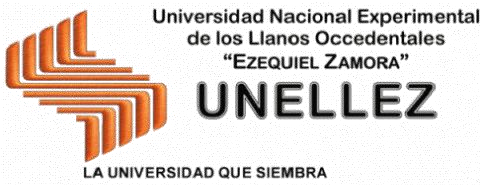 Universidad Nacional Experimental
de los Llanos Occedentales
“EZEQUIEL ZAMORA”
UNELLEZ
LA UNIVERSIDAD QUE SIEMBRA